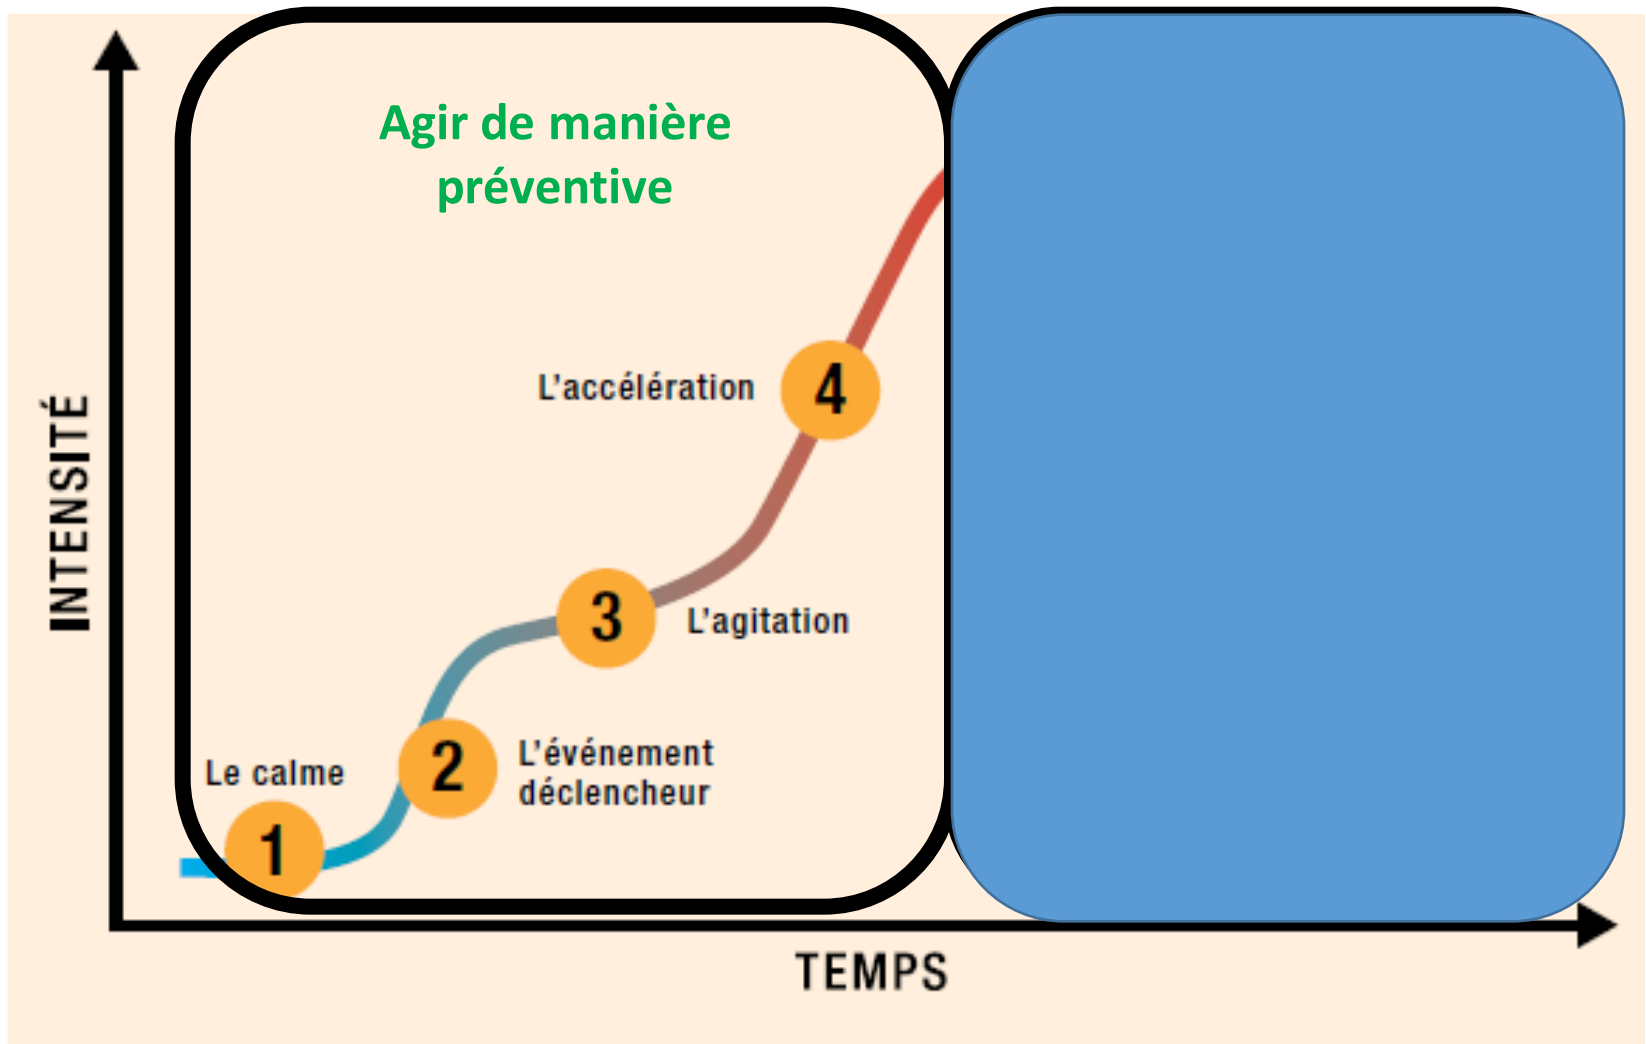 Agir de manière
préventive
INTENSITÉ
4
L'accélération
3
L'agitation
2
L'événement
déclencheur
Le calme
1
TEMPS